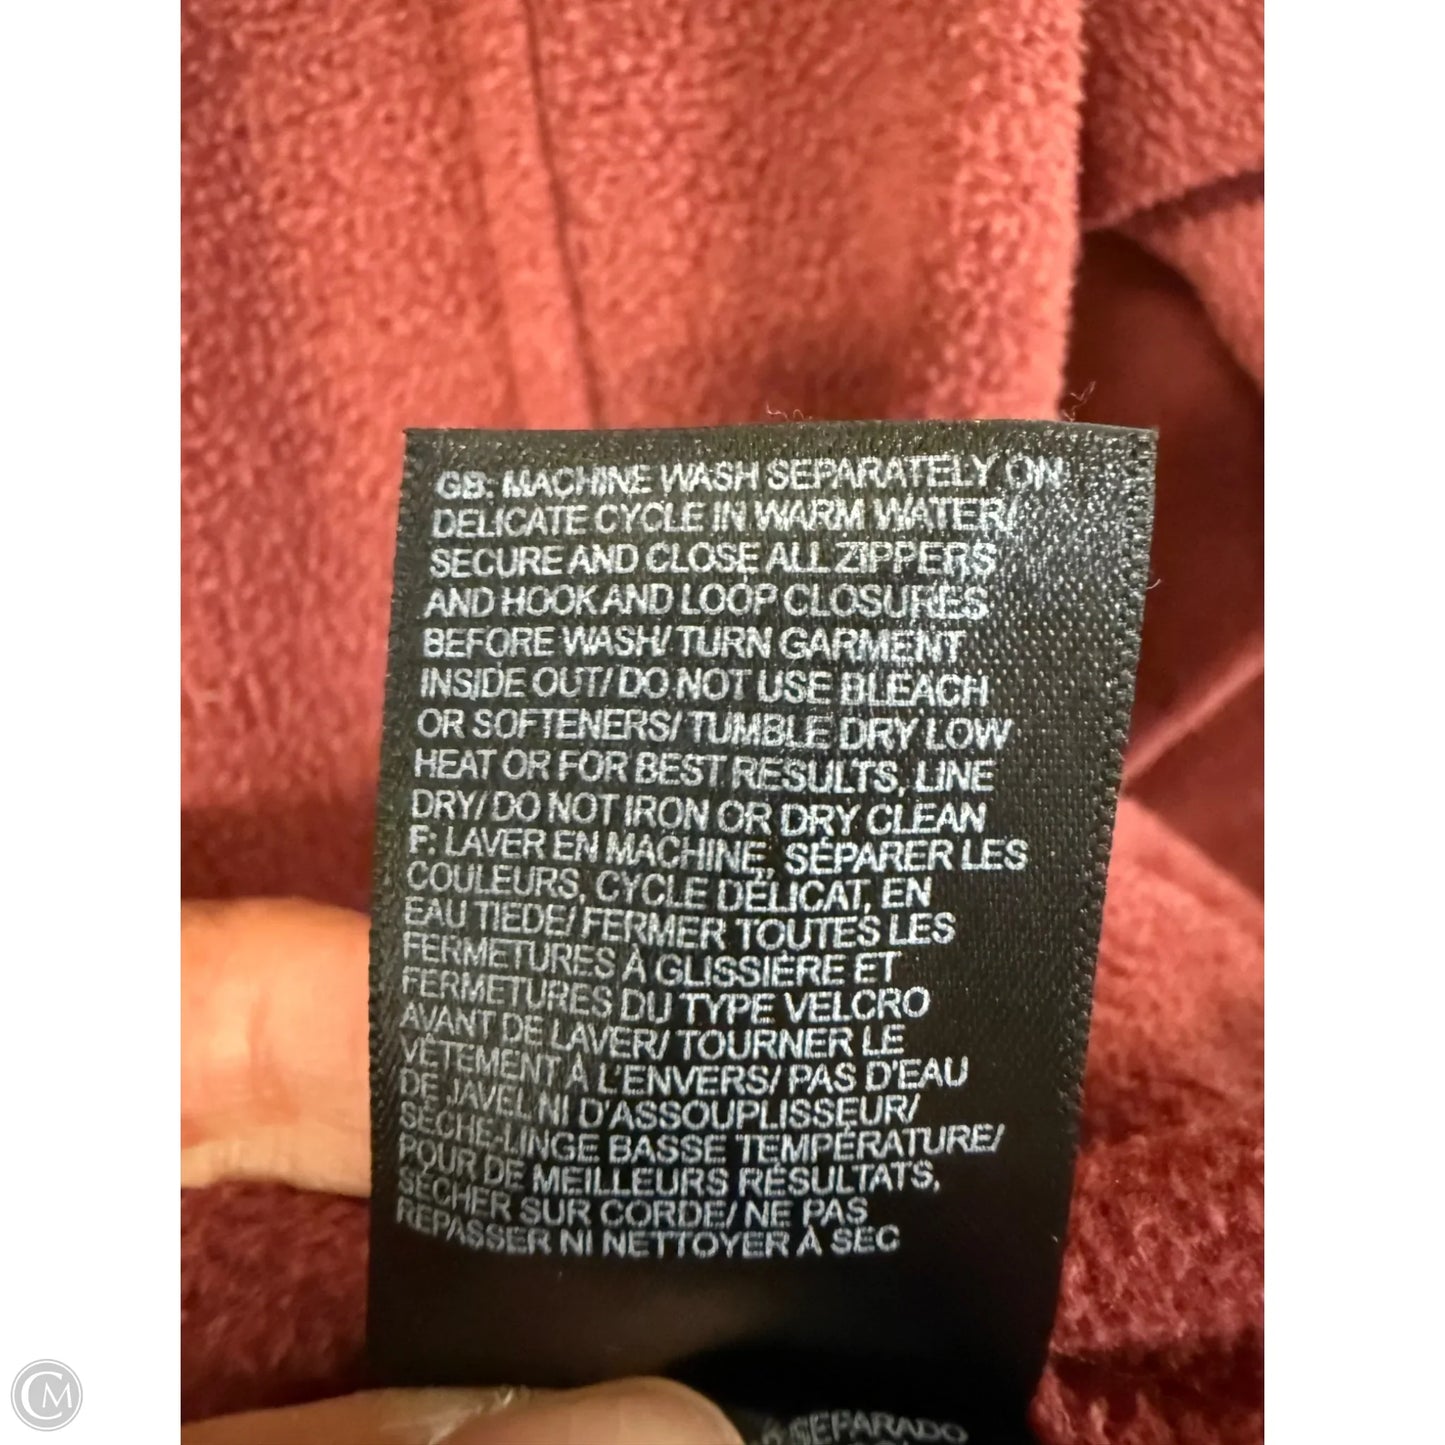 GB: MACHINE WASH SEPARATELY ON
DELICATE CYCLE IN WARM WATER/
SECURE AND CLOSE ALL ZIPPERS
AND HOOK AND LOOP CLOSURES
BEFORE WASH/ TURN GARMENT
INSIDE OUT/ DO NOT USE BLEACH
OR SOFTENERS/ TUMBLE DRY LOW
HEAT OR FOR BEST RESULTS, LINE
DRY/ DO NOT IRON OR DRY CLEAN
F: LAVER EN MACHINE, SÉPARER LES
COULEURS, CYCLE DÉLICAT, EN
EAU TIEDE/ FERMER TOUTES LES
FERMETURES À GLISSIÈRE ET
FERMETURES DU TYPE VELCRO
AVANT DE LAVER/ TOURNER LE
VÊTEMENT À L'ENVERS/ PAS D'EAU
DE JAVEL NI D'ASSOUPLISSEUR/
SÈCHE-LINGE BASSE TEMPÉRATURE/
POUR DE MEILLEURS RÉSULTATS,
SÉCHER SUR CORDE/ NE PAS
REPASSER NI NETTOYER À SEC
SEPARADO
CM